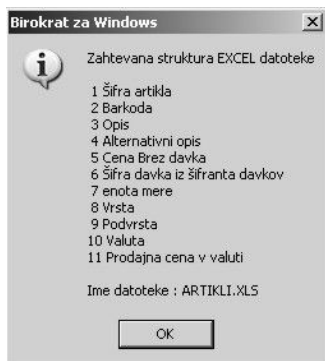 Birokrat za Windows
Zahtevana struktura EXCEL datoteke
1 Šifra artikla
2 Barkoda
3 Opis
4 Alternativni opis
5 Cena Brez davka
6 Šifra davka iz šifranta davkov
7 enota mere
8 Vrsta
9 Podvrsta
10 Valuta
11 Prodajna cena v valuti
Ime datoteke : ARTIKLI.XLS
OK